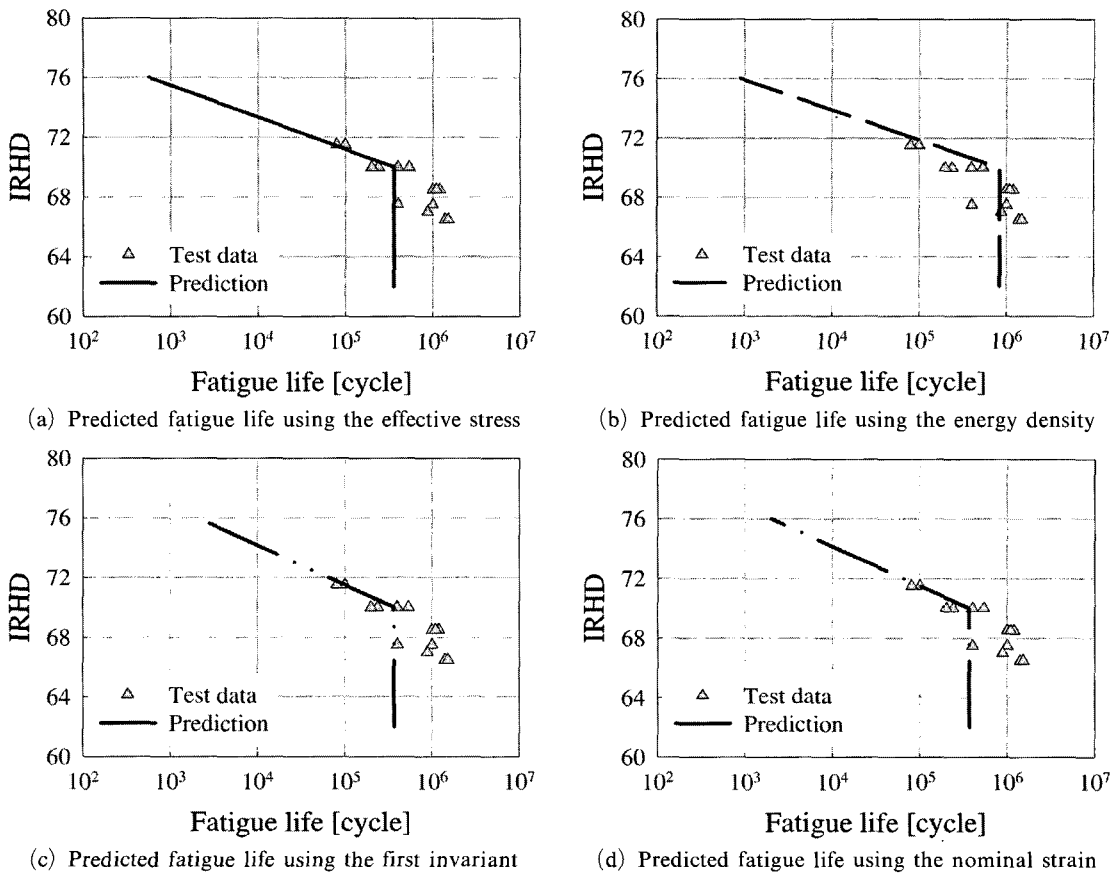 80
76
72
68
64
60
IRHD
Test data
Prediction
10² 10³ 10⁴ 10⁵ 10⁶ 10⁷
Fatigue life [cycle]
(a) Predicted fatigue life using the effective stress
80
76
72
68
64
60
IRHD
Test data
Prediction
10² 10³ 10⁴ 10⁵ 10⁶ 10⁷
Fatigue life [cycle]
(b) Predicted fatigue life using the energy density
80
76
72
68
64
60
IRHD
Test data
Prediction
10² 10³ 10⁴ 10⁵ 10⁶ 10⁷
Fatigue life [cycle]
(c) Predicted fatigue life using the first invariant
80
76
72
68
64
60
IRHD
Test data
Prediction
10² 10³ 10⁴ 10⁵ 10⁶ 10⁷
Fatigue life [cycle]
(d) Predicted fatigue life using the nominal strain